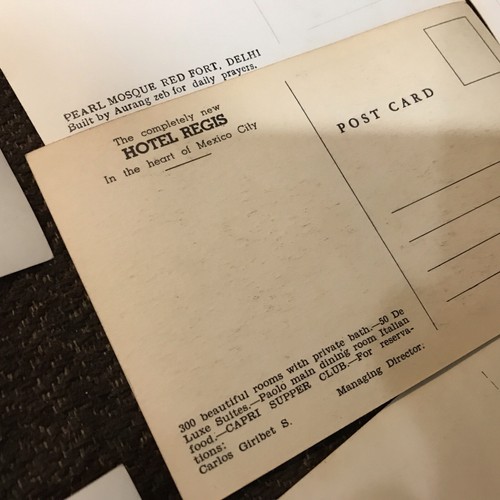 PEARL MOSQUE RED FORT, DELHI
Built by Aurang zeb for daily prayers.
The completely new
HOTEL REGIS
In the heart of Mexico City
POST CARD
300 beautiful rooms with private bath.—50 De
Luxe Suites.—Paolo main dining room Italian
food.—CAPRI SUPPER CLUB.—For reserva-
tions:
Carlos Giribet S. Managing Director.